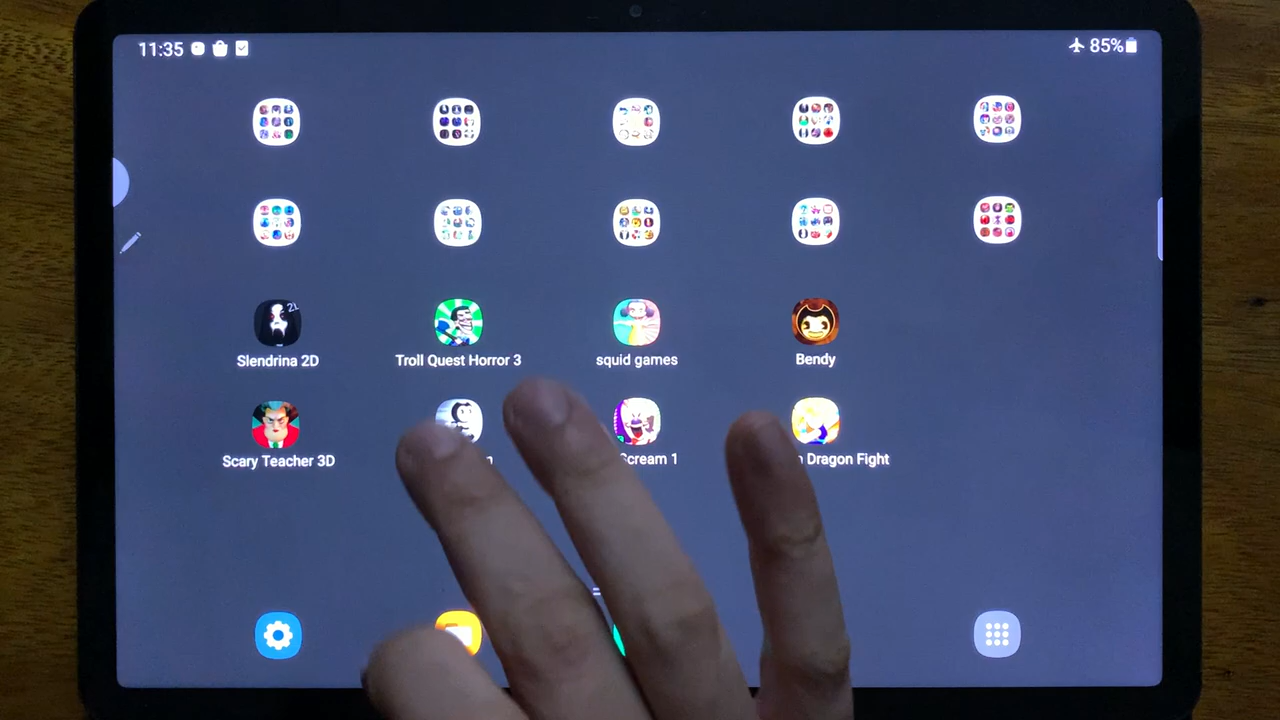 11:35
85%
Slendrina 2D
Troll Quest Horror 3
squid games
Bendy
Scary Teacher 3D
Scream 1
Dragon Fight